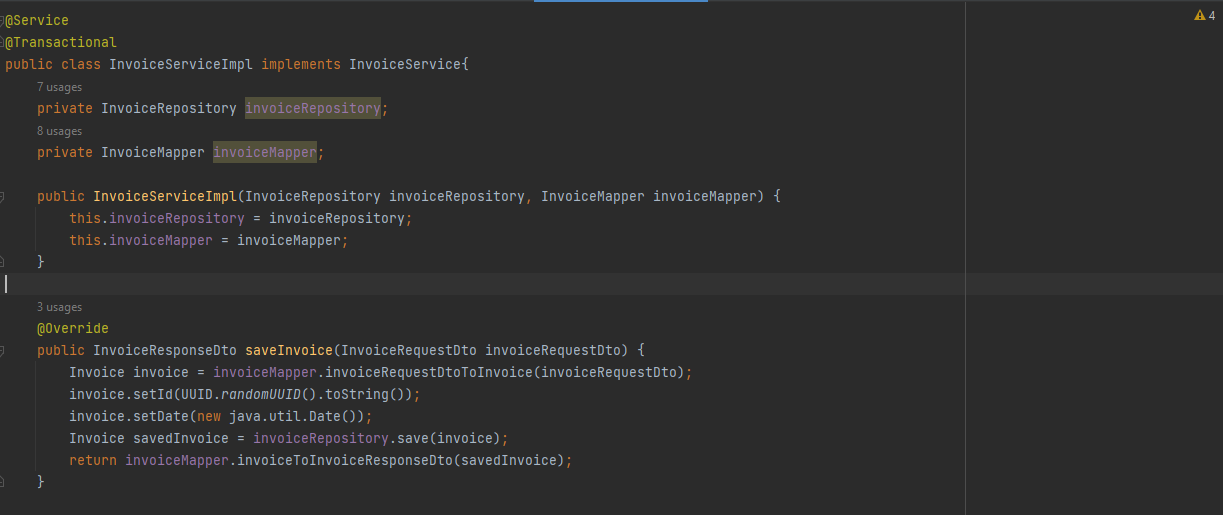 @Service
4
@Transactional
public class InvoiceServiceImpl implements InvoiceService{
7 usages
private InvoiceRepository invoiceRepository;
8 usages
private InvoiceMapper invoiceMapper;
public InvoiceServiceImpl(InvoiceRepository invoiceRepository, InvoiceMapper invoiceMapper) {
this.invoiceRepository = invoiceRepository;
this.invoiceMapper = invoiceMapper;
}
3 usages
@Override
public InvoiceResponseDto saveInvoice(InvoiceRequestDto invoiceRequestDto) {
Invoice invoice = invoiceMapper.invoiceRequestDtoToInvoice(invoiceRequestDto);
invoice.setId(UUID.randomUUID().toString());
invoice.setDate(new java.util.Date());
Invoice savedInvoice = invoiceRepository.save(invoice);
return invoiceMapper.invoiceToInvoiceResponseDto(savedInvoice);
}